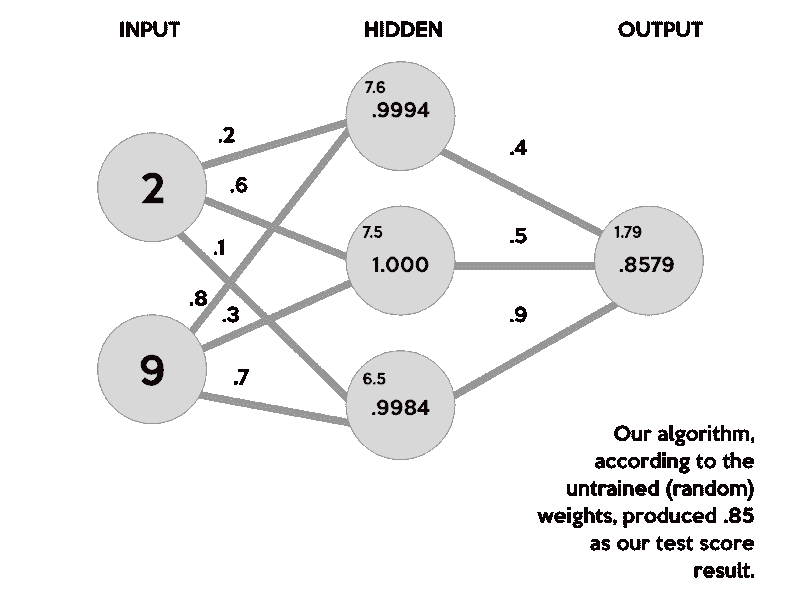 INPUT HIDDEN OUTPUT
7.6
.9994
.2
.4
2
.6
7.5
1.000
.5
1.79
.8579
.1
.8
.3
.9
9
.7
6.5
.9984
Our algorithm,
according to the
untrained (random)
weights, produced .85
as our test score
result.